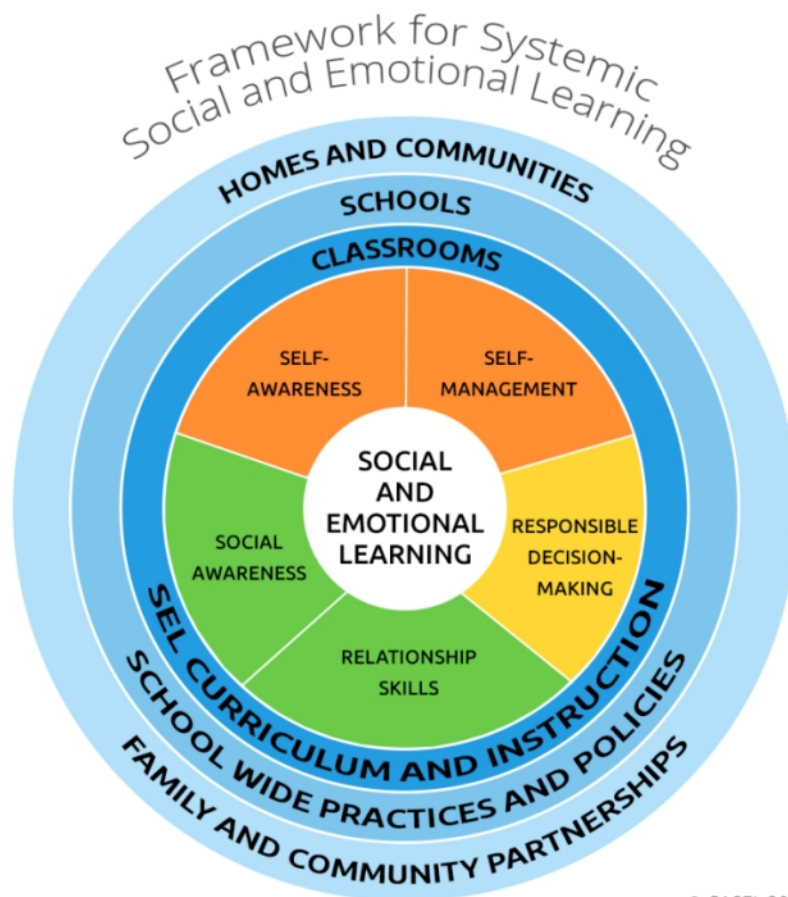 Framework for Systemic
Social and Emotional Learning
HOMES AND COMMUNITIES
SCHOOLS
CLASSROOMS
SELF-
AWARENESS
SELF-
MANAGEMENT
SOCIAL
AND
EMOTIONAL
LEARNING
SOCIAL
AWARENESS
RESPONSIBLE
DECISION-
MAKING
RELATIONSHIP
SKILLS
SEL CURRICULUM AND INSTRUCTION
SCHOOL WIDE PRACTICES AND POLICIES
FAMILY AND COMMUNITY PARTNERSHIPS